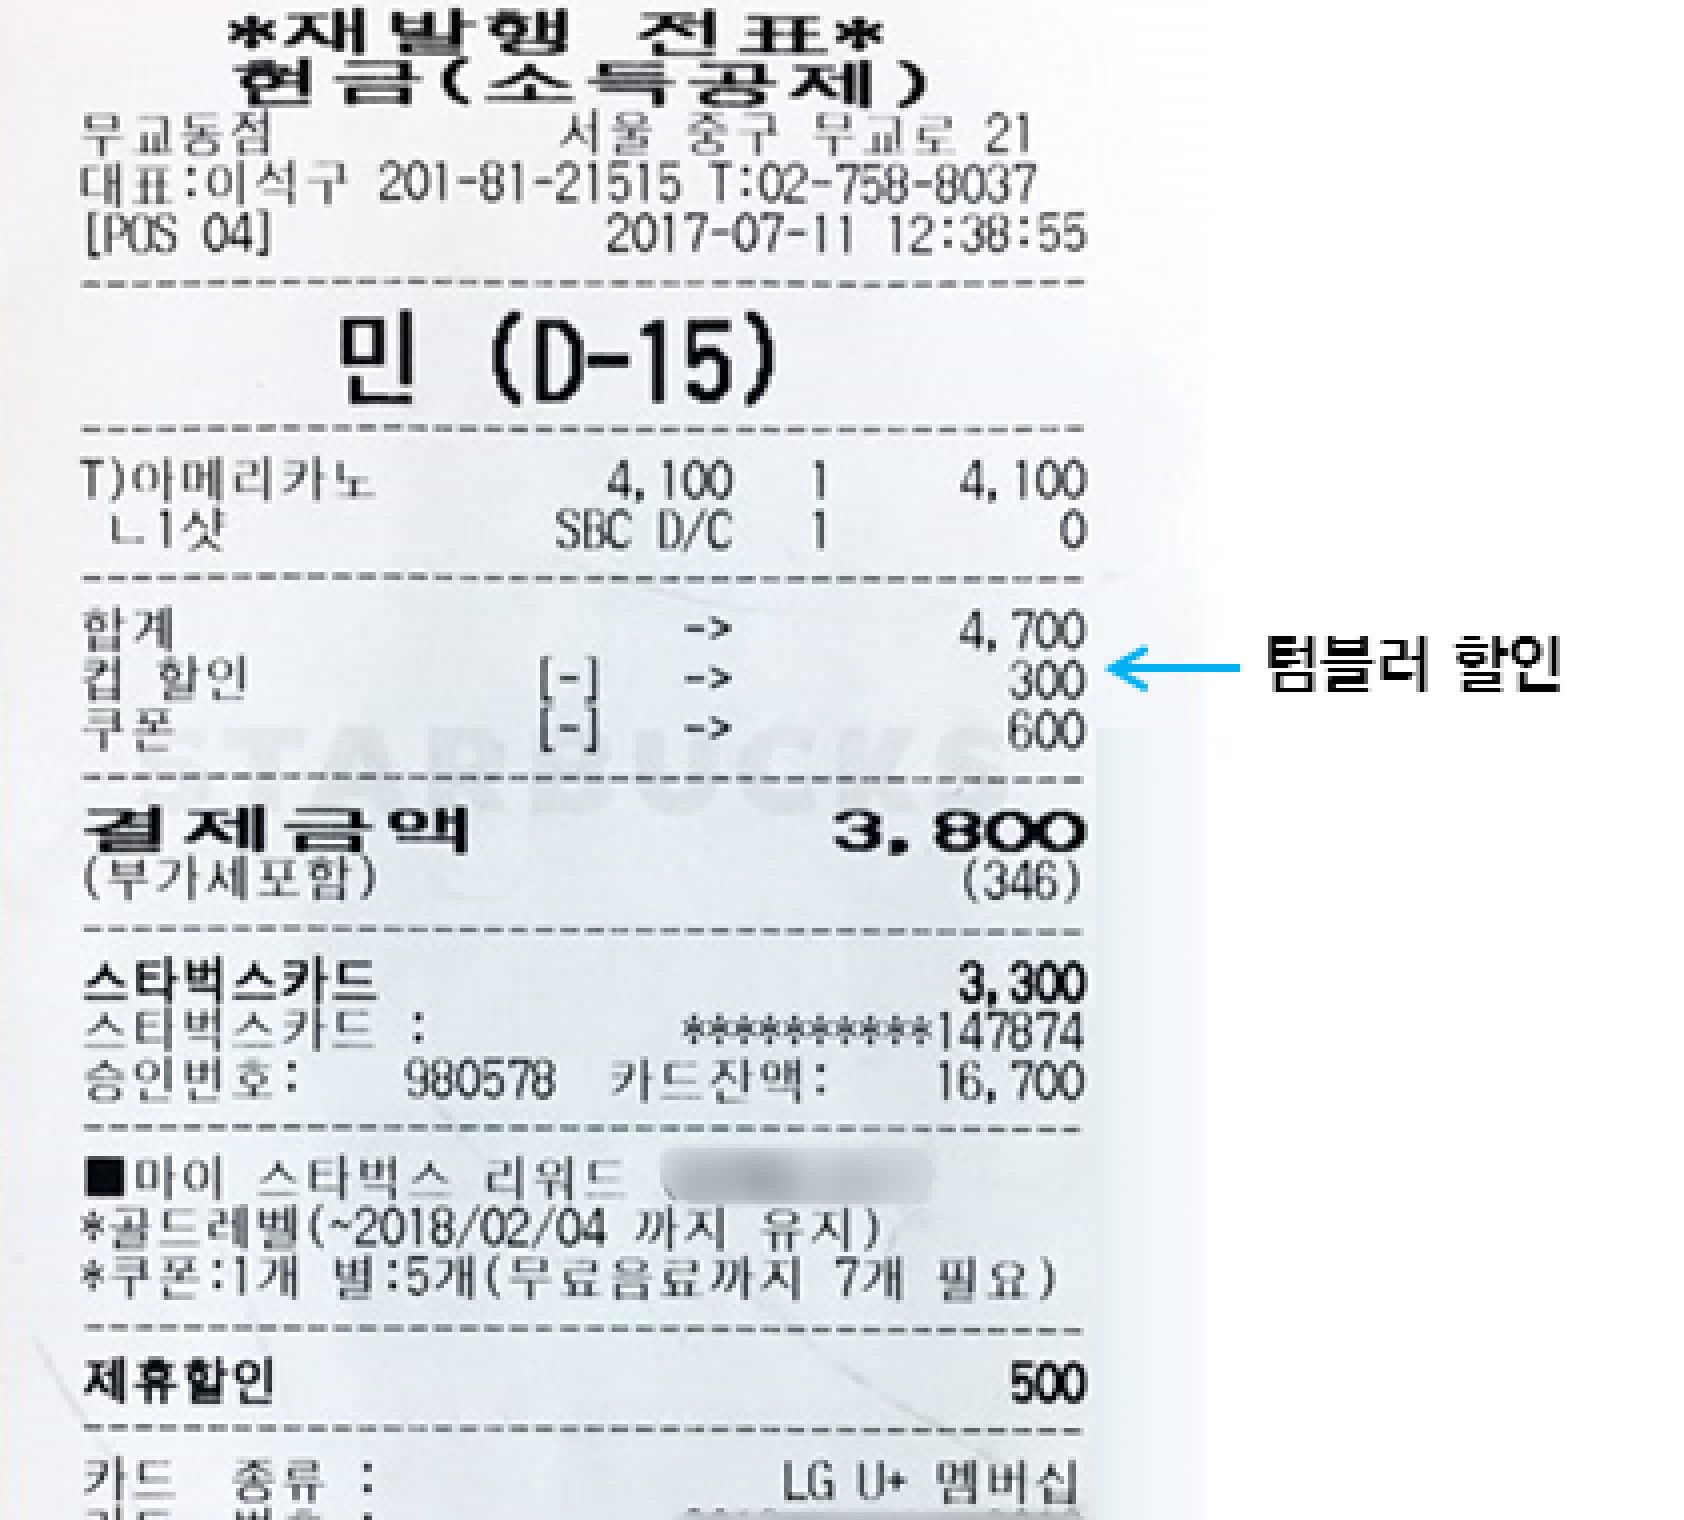 *재발행 전표*
현금(소득공제)
무교동점 서울 중구 무교로 21
대표:이석구 201-81-21515 T:02-758-8037
[POS 04] 2017-07-11 12:38:55
민 (D-15)
T)아메리카노 4,100 1 4,100
ㄴ1샷 SBC D/C 1 0
합계 -> 4,700
컵 할인 [-] -> 300
텀블러 할인
쿠폰 [-] -> 600
STARBUCKS
결제금액 3,800
(부가세포함) (346)
스타벅스카드 3,300
스타벅스카드 : **********147874
승인번호: 980578 카드잔액: 16,700
■마이 스타벅스 리워드
*골드레벨(~2018/02/04 까지 유지)
*쿠폰:1개 별:5개(무료음료까지 7개 필요)
제휴할인 500
카드 종류 : LG U+ 멤버십